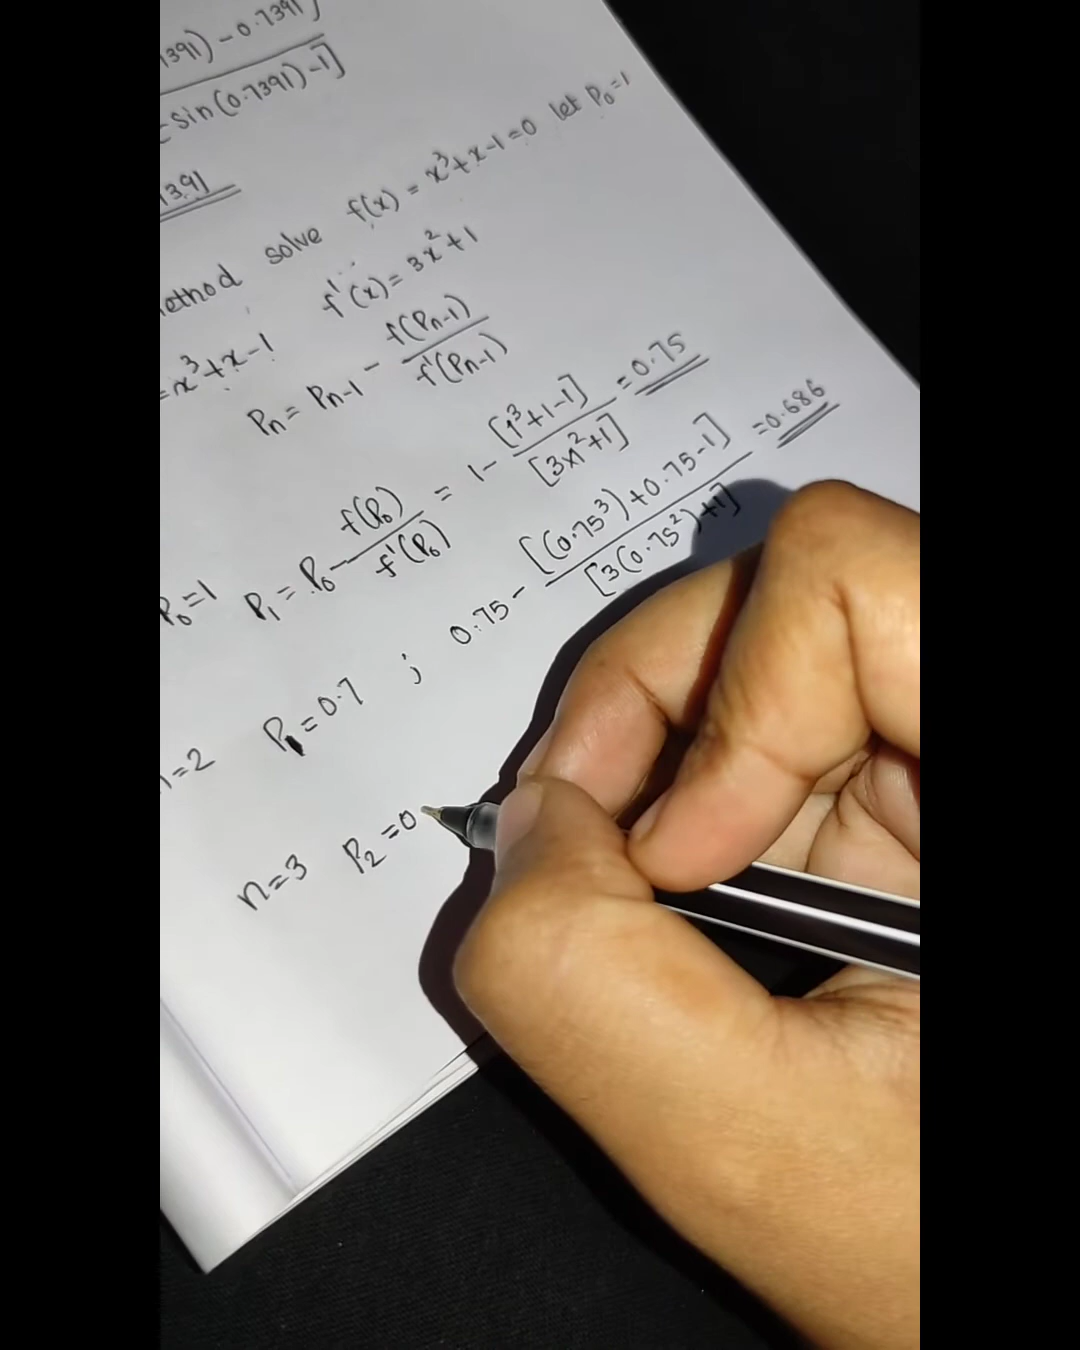 1391) - 0.7391]
- Sin(0.7391) - 1]
1391
ethod solve f(x) = x³+x-1=0 let P₀=1
= x³+x-1 f'(x) = 3x²+1
Pₙ = Pₙ₋₁ - f(Pₙ₋₁) / f'(Pₙ₋₁)
P₀=1 P₁ = P₀ - f(P₀) / f'(P₀) = 1 - [1³+1-1] / [3x1²+1] = 0.75
n=2 P₁=0.7 ; 0.75 - [(0.75³)+0.75-1] / [3(0.75²)+1] = 0.686
n=3 P₂=0